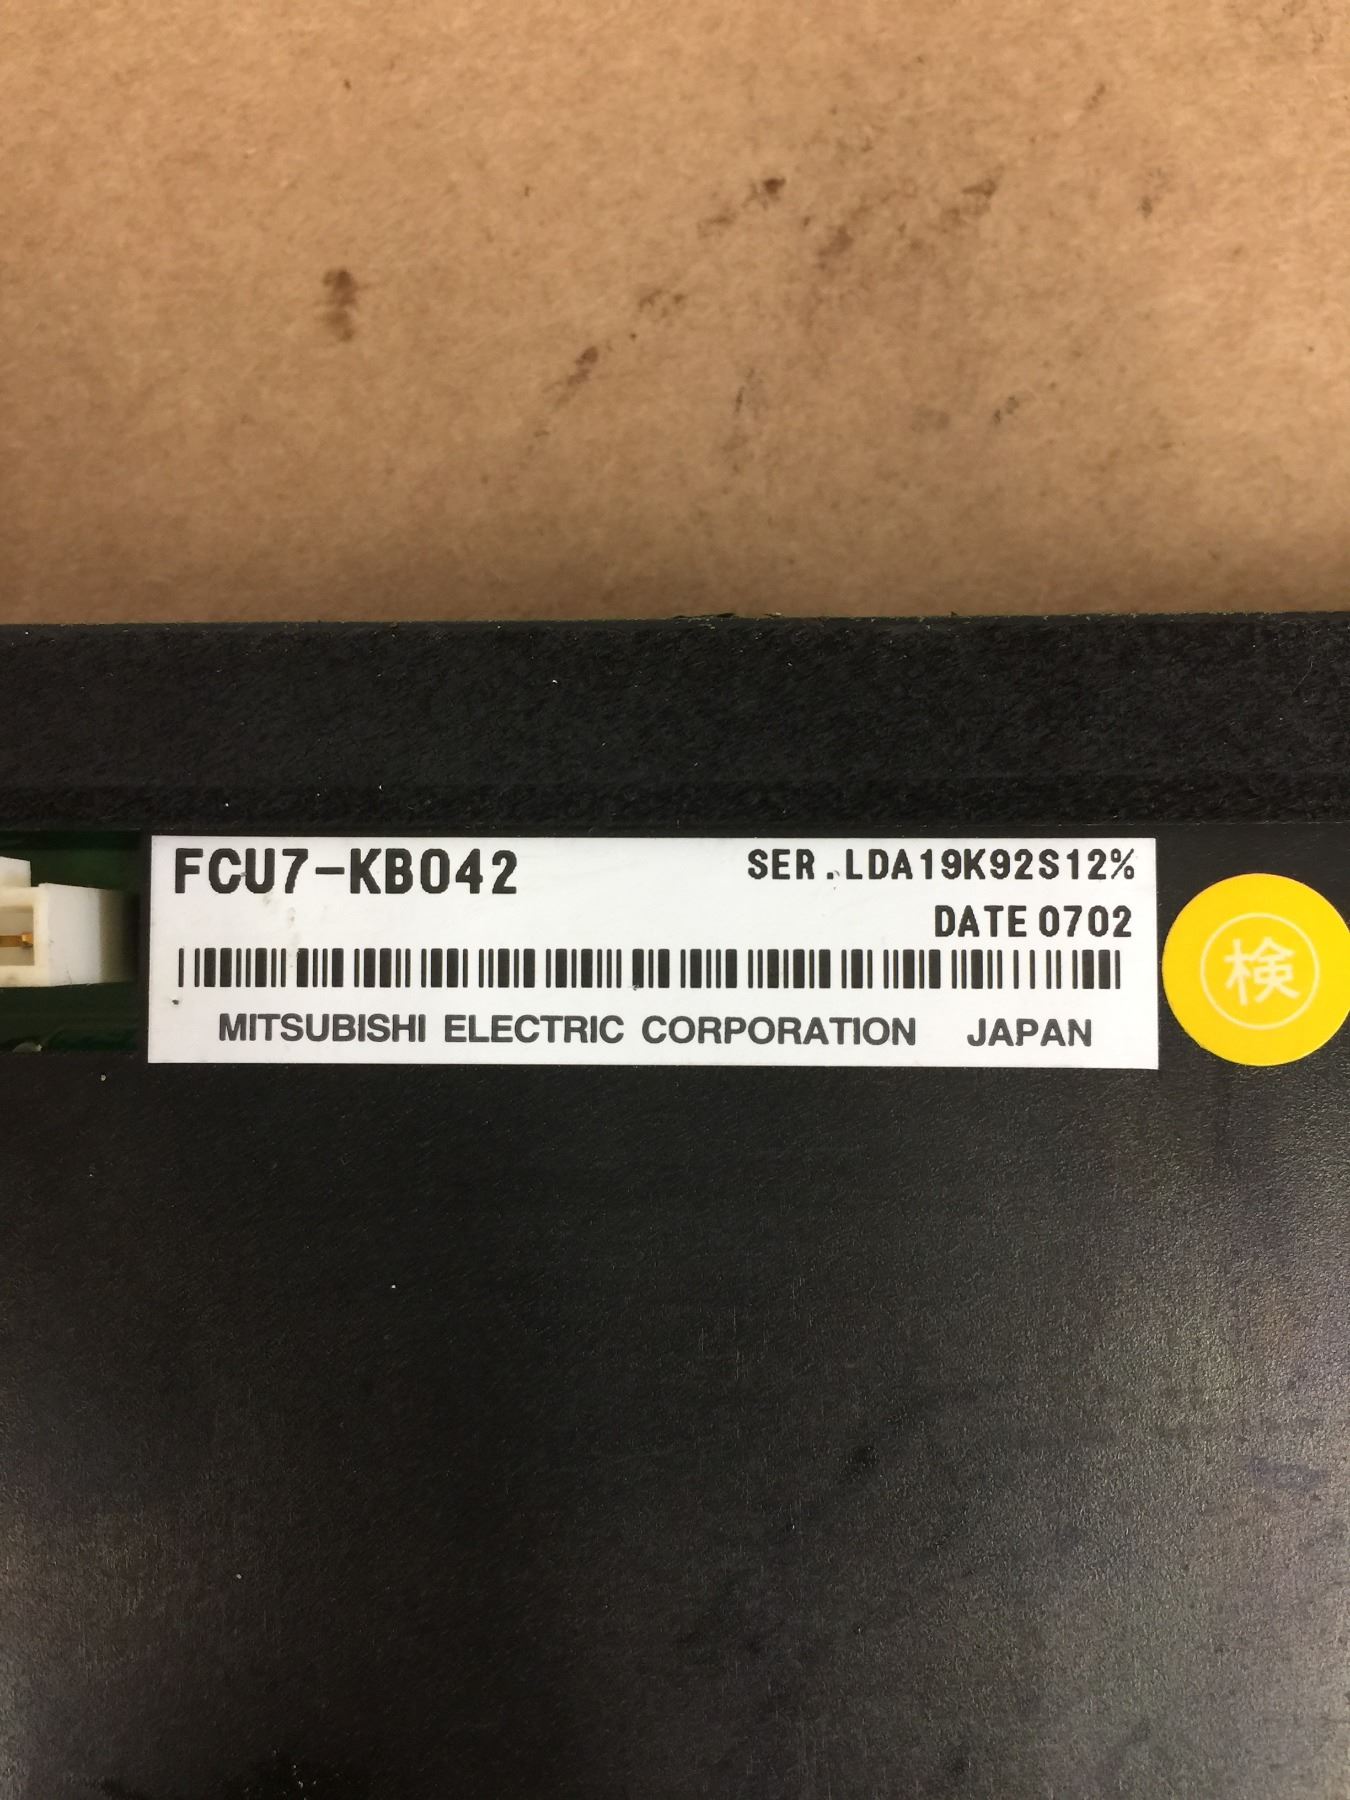 FCU7-KB042
SER.LDA19K92S12%
DATE 0702
MITSUBISHI ELECTRIC CORPORATION JAPAN
検